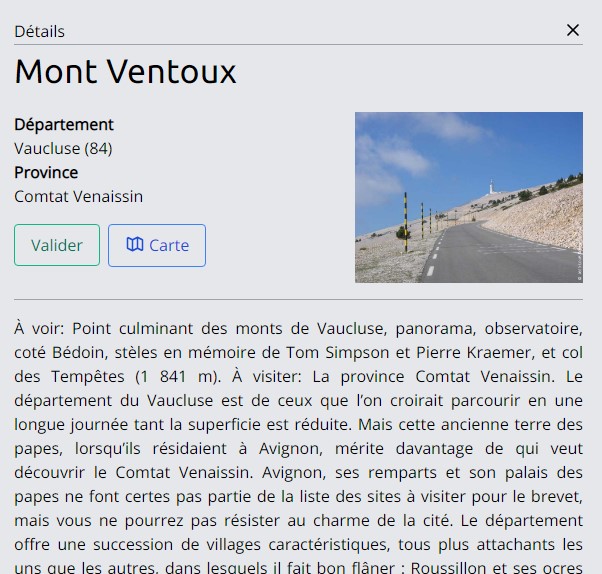 Détails
Mont Ventoux
Département
Vaucluse (84)
Province
Comtat Venaissin
Valider
Carte
À voir: Point culminant des monts de Vaucluse, panorama, observatoire,
coté Bédoin, stèles en mémoire de Tom Simpson et Pierre Kraemer, et col
des Tempêtes (1 841 m). À visiter: La province Comtat Venaissin. Le
département du Vaucluse est de ceux que l’on croirait parcourir en une
longue journée tant la superficie est réduite. Mais cette ancienne terre des
papes, lorsqu’ils résidaient à Avignon, mérite davantage de qui veut
découvrir le Comtat Venaissin. Avignon, ses remparts et son palais des
papes ne font certes pas partie de la liste des sites à visiter pour le brevet,
mais vous ne pourrez pas résister au charme de la cité. Le département
offre une succession de villages caractéristiques, tous plus attachants les
uns que les autres, dans lesquels il fait bon flâner : Roussillon et ses ocres